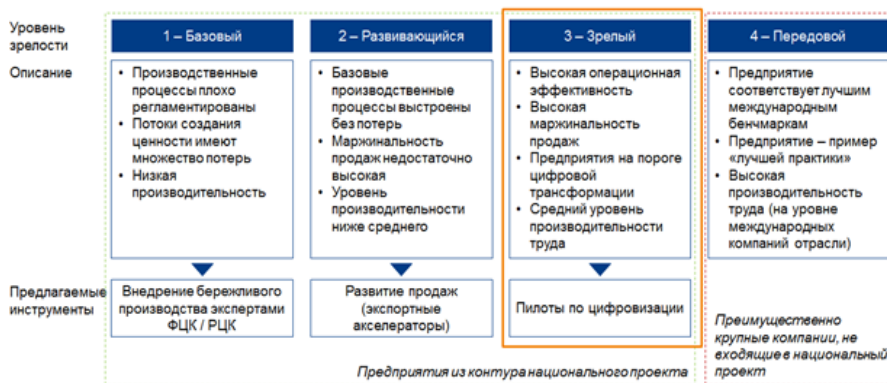 Уровень зрелости
1 – Базовый
2 – Развивающийся
3 – Зрелый
4 – Передовой
Описание
• Производственные
процессы плохо
регламентированы
• Потоки создания
ценности имеют
множество потерь
• Низкая
производительность
• Базовые
производственные
процессы выстроены
без потерь
• Маржинальность
продаж недостаточно
высокая
• Уровень
производительности
ниже среднего
• Высокая операционная
эффективность
• Высокая
маржинальность
продаж
• Предприятия на пороге
цифровой
трансформации
• Средний уровень
производительности
труда
• Предприятие
соответствует лучшим
международным
бенчмаркам
• Предприятие – пример
«лучшей практики»
• Высокая
производительность
труда (на уровне
международных
компаний отрасли)
Предлагаемые
инструменты
Внедрение бережливого
производства экспертами
ФЦК / РЦК
Развитие продаж
(экспортные
акселераторы)
Пилоты по цифровизации
Преимущественно
крупные компании, не
входящие в национальный
проект
Предприятия из контура национального проекта